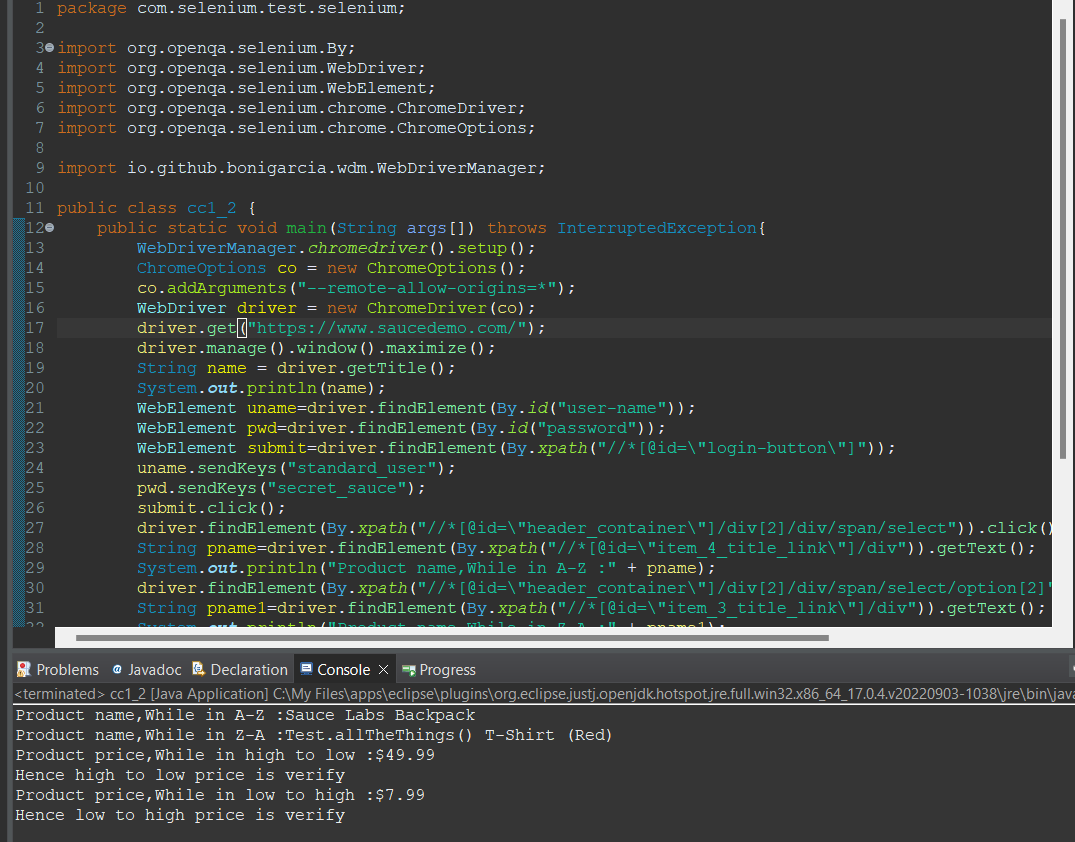 1 package com.selenium.test.selenium;
2
3 import org.openqa.selenium.By;
4 import org.openqa.selenium.WebDriver;
5 import org.openqa.selenium.WebElement;
6 import org.openqa.selenium.chrome.ChromeDriver;
7 import org.openqa.selenium.chrome.ChromeOptions;
8
9 import io.github.bonigarcia.wdm.WebDriverManager;
10
11 public class cc1_2 {
12 public static void main(String args[]) throws InterruptedException{
13 WebDriverManager.chromedriver().setup();
14 ChromeOptions co = new ChromeOptions();
15 co.addArguments("--remote-allow-origins=*");
16 WebDriver driver = new ChromeDriver(co);
17 driver.get("https://www.saucedemo.com/");
18 driver.manage().window().maximize();
19 String name = driver.getTitle();
20 System.out.println(name);
21 WebElement uname=driver.findElement(By.id("user-name"));
22 WebElement pwd=driver.findElement(By.id("password"));
23 WebElement submit=driver.findElement(By.xpath("//*[@id=\"login-button\"]"));
24 uname.sendKeys("standard_user");
25 pwd.sendKeys("secret_sauce");
26 submit.click();
27 driver.findElement(By.xpath("//*[@id=\"header_container\"]/div[2]/div/span/select")).click()
28 String pname=driver.findElement(By.xpath("//*[@id=\"item_4_title_link\"]/div")).getText();
29 System.out.println("Product name,While in A-Z :" + pname);
30 driver.findElement(By.xpath("//*[@id=\"header_container\"]/div[2]/div/span/select/option[2]"
31 String pname1=driver.findElement(By.xpath("//*[@id=\"item_3_title_link\"]/div")).getText();
32 System.out.println("Product name,While in Z-A :" + pname1);
Problems Javadoc Declaration Console Progress
<terminated> cc1_2 [Java Application] C:\My Files\apps\eclipse\plugins\org.eclipse.justj.openjdk.hotspot.jre.full.win32.x86_64_17.0.4.v20220903-1038\jre\bin\java
Product name,While in A-Z :Sauce Labs Backpack
Product name,While in Z-A :Test.allTheThings() T-Shirt (Red)
Product price,While in high to low :$49.99
Hence high to low price is verify
Product price,While in low to high :$7.99
Hence low to high price is verify